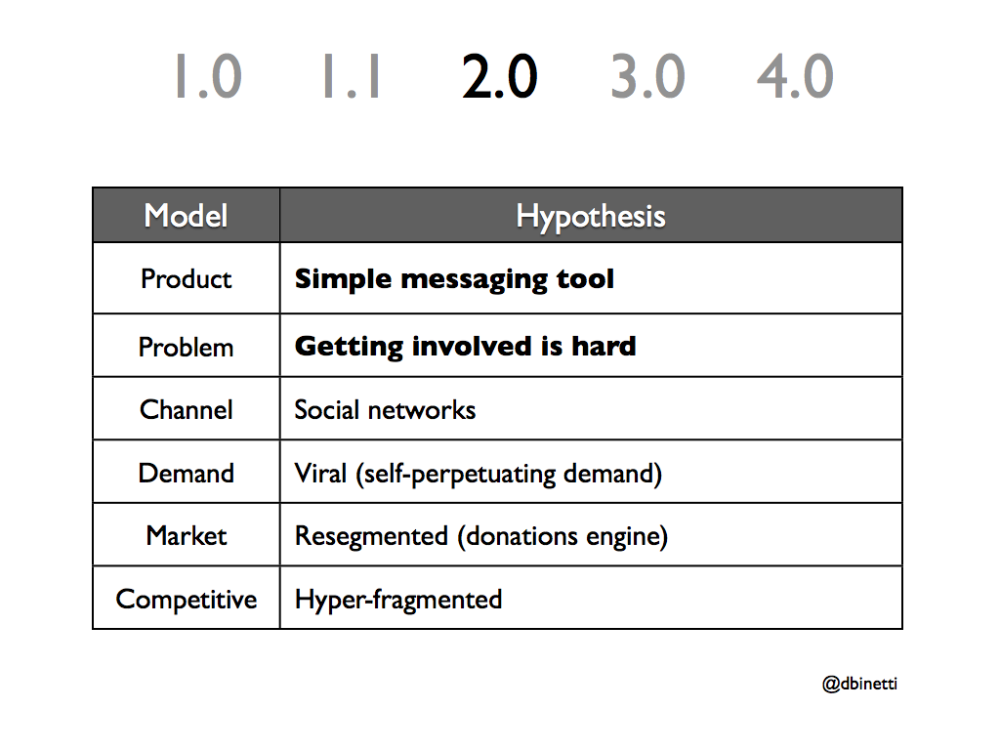 1.0 1.1 2.0 3.0 4.0
Model Hypothesis
Product Simple messaging tool
Problem Getting involved is hard
Channel Social networks
Demand Viral (self-perpetuating demand)
Market Resegmented (donations engine)
Competitive Hyper-fragmented
@dbinetti